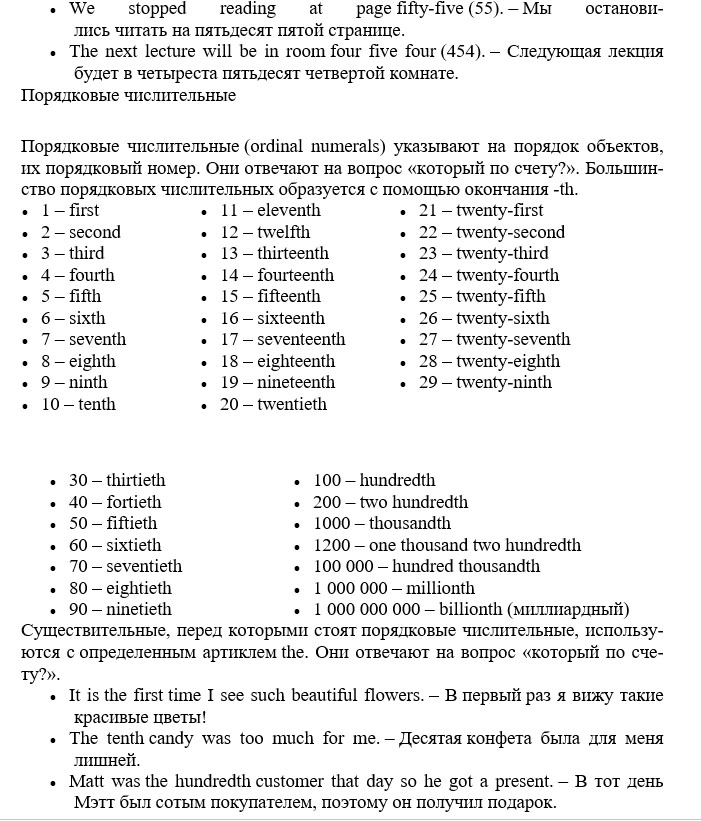 • We stopped reading at page fifty-five (55). – Мы останови-
лись читать на пятьдесят пятой странице.
• The next lecture will be in room four five four (454). – Следующая лекция
будет в четыреста пятьдесят четвертой комнате.
Порядковые числительные
Порядковые числительные (ordinal numerals) указывают на порядок объектов,
их порядковый номер. Они отвечают на вопрос «который по счету?». Большин-
ство порядковых числительных образуется с помощью окончания -th.
• 1 – first
• 2 – second
• 3 – third
• 4 – fourth
• 5 – fifth
• 6 – sixth
• 7 – seventh
• 8 – eighth
• 9 – ninth
• 10 – tenth
• 11 – eleventh
• 12 – twelfth
• 13 – thirteenth
• 14 – fourteenth
• 15 – fifteenth
• 16 – sixteenth
• 17 – seventeenth
• 18 – eighteenth
• 19 – nineteenth
• 20 – twentieth
• 21 – twenty-first
• 22 – twenty-second
• 23 – twenty-third
• 24 – twenty-fourth
• 25 – twenty-fifth
• 26 – twenty-sixth
• 27 – twenty-seventh
• 28 – twenty-eighth
• 29 – twenty-ninth
• 30 – thirtieth
• 40 – fortieth
• 50 – fiftieth
• 60 – sixtieth
• 70 – seventieth
• 80 – eightieth
• 90 – ninetieth
• 100 – hundredth
• 200 – two hundredth
• 1000 – thousandth
• 1200 – one thousand two hundredth
• 100 000 – hundred thousandth
• 1 000 000 – millionth
• 1 000 000 000 – billionth (миллиардный)
Существительные, перед которыми стоят порядковые числительные, использу-
ются с определенным артиклем the. Они отвечают на вопрос «который по сче-
ту?».
• It is the first time I see such beautiful flowers. – В первый раз я вижу такие
красивые цветы!
• The tenth candy was too much for me. – Десятая конфета была для меня
лишней.
• Matt was the hundredth customer that day so he got a present. – В тот день
Мэтт был сотым покупателем, поэтому он получил подарок.